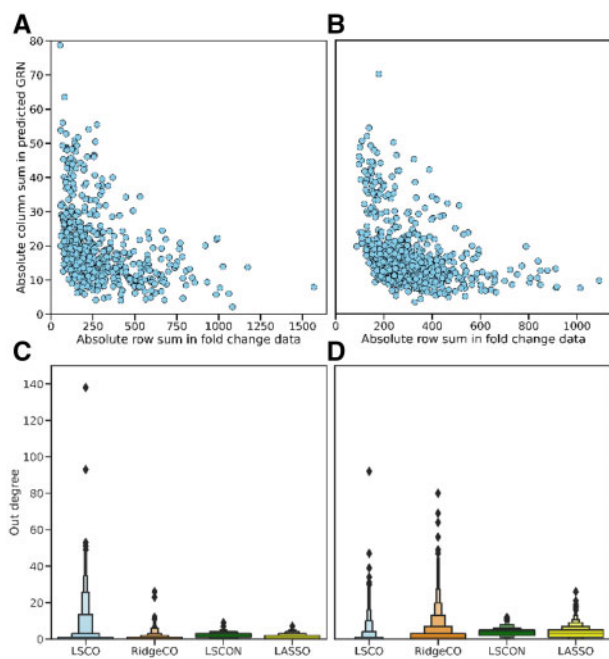 A
B
80
70
60
50
40
30
20
10
0
Absolute column sum in predicted GRN
0 250 500 750 1000 1250 1500
Absolute row sum in fold change data
0 200 400 600 800 1000
Absolute row sum in fold change data
C
D
140
120
100
80
60
40
20
0
Out degree
LSCO RidgeCO LSCON LASSO
LSCO RidgeCO LSCON LASSO